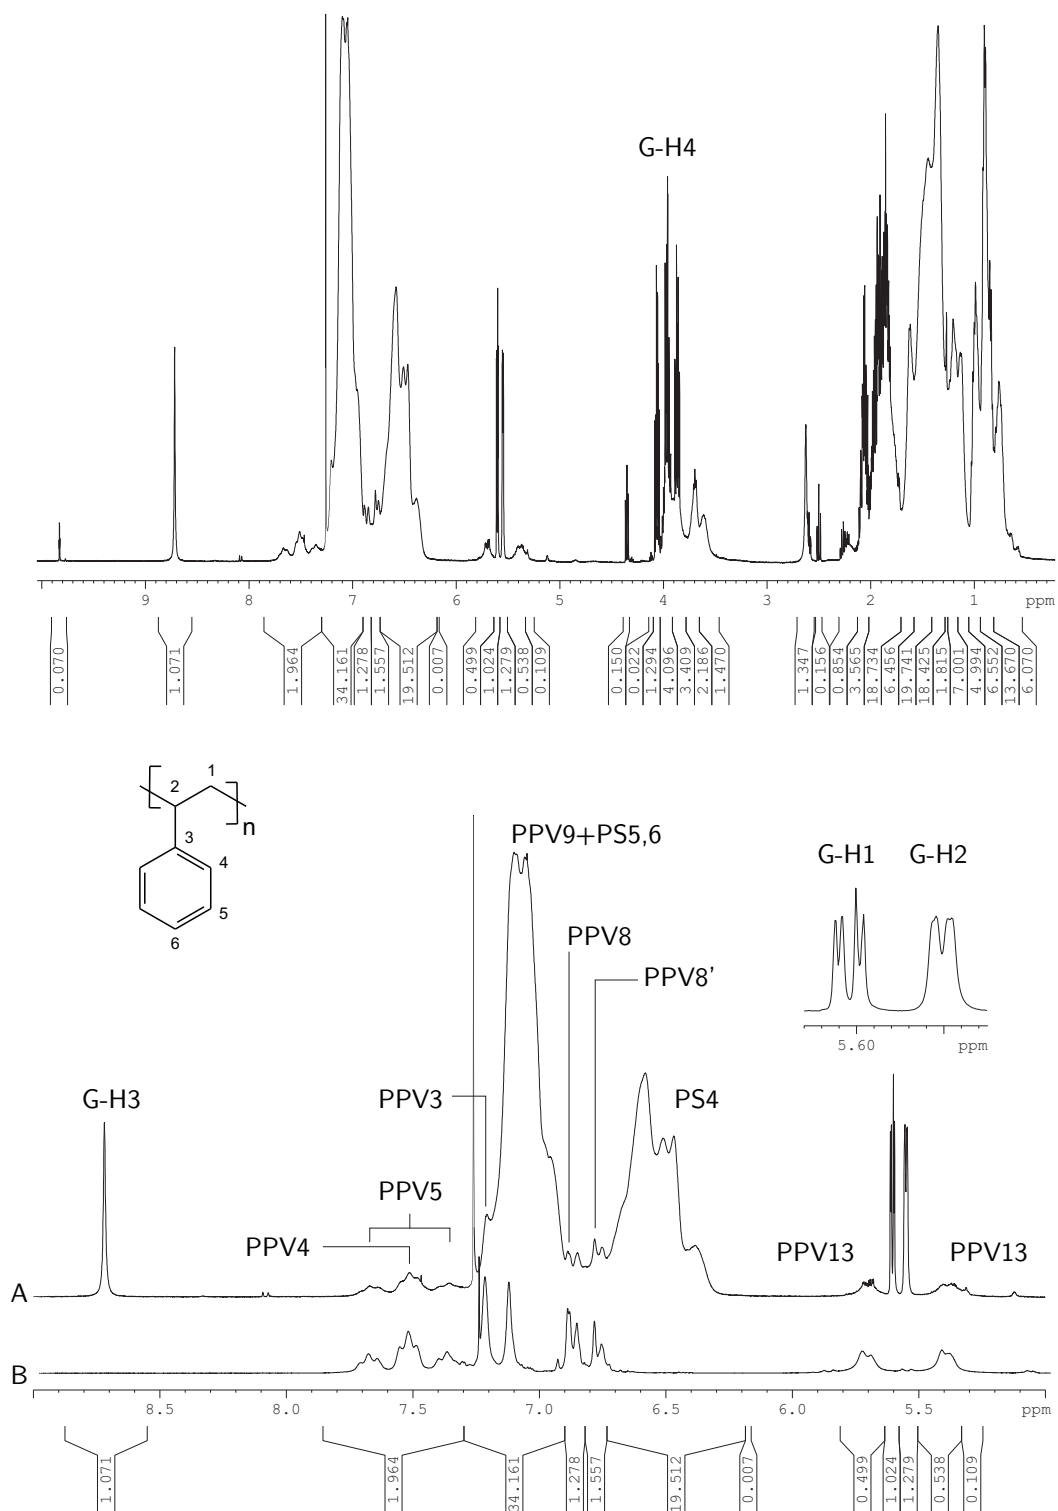 G-H4
9 8 7 6 5 4 3 2 1 ppm
0.070 1.071 1.964 34.161 1.278 1.557 19.512 0.007 0.499 1.024 1.279 0.538 0.109 0.150 0.022 1.294 4.096 3.409 2.186 1.470 1.347 0.156 0.854 3.565 18.734 6.456 19.741 18.425 1.815 7.001 4.994 6.552 13.670 6.070
1
2
n
3
4
5
6
PPV9+PS5,6
G-H1 G-H2
PPV8
PPV8'
5.60 ppm
G-H3
PPV3
PS4
PPV5
PPV4
PPV13 PPV13
A
B
8.5 8.0 7.5 7.0 6.5 6.0 5.5 ppm
1.071 1.964 34.161 1.278 1.557 19.512 0.007 0.499 1.024 1.279 0.538 0.109